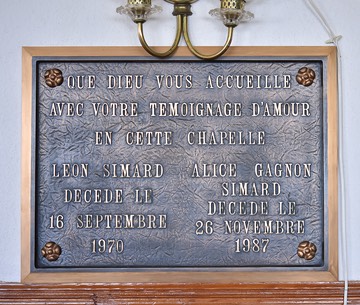 QUE DIEU VOUS ACCUEILLE
AVEC VOTRE TEMOIGNAGE D'AMOUR
EN CETTE CHAPELLE
LEON SIMARD
DECEDE LE
16 SEPTEMBRE
1970
ALICE GAGNON
SIMARD
DECEDE LE
26 NOVEMBRE
1987